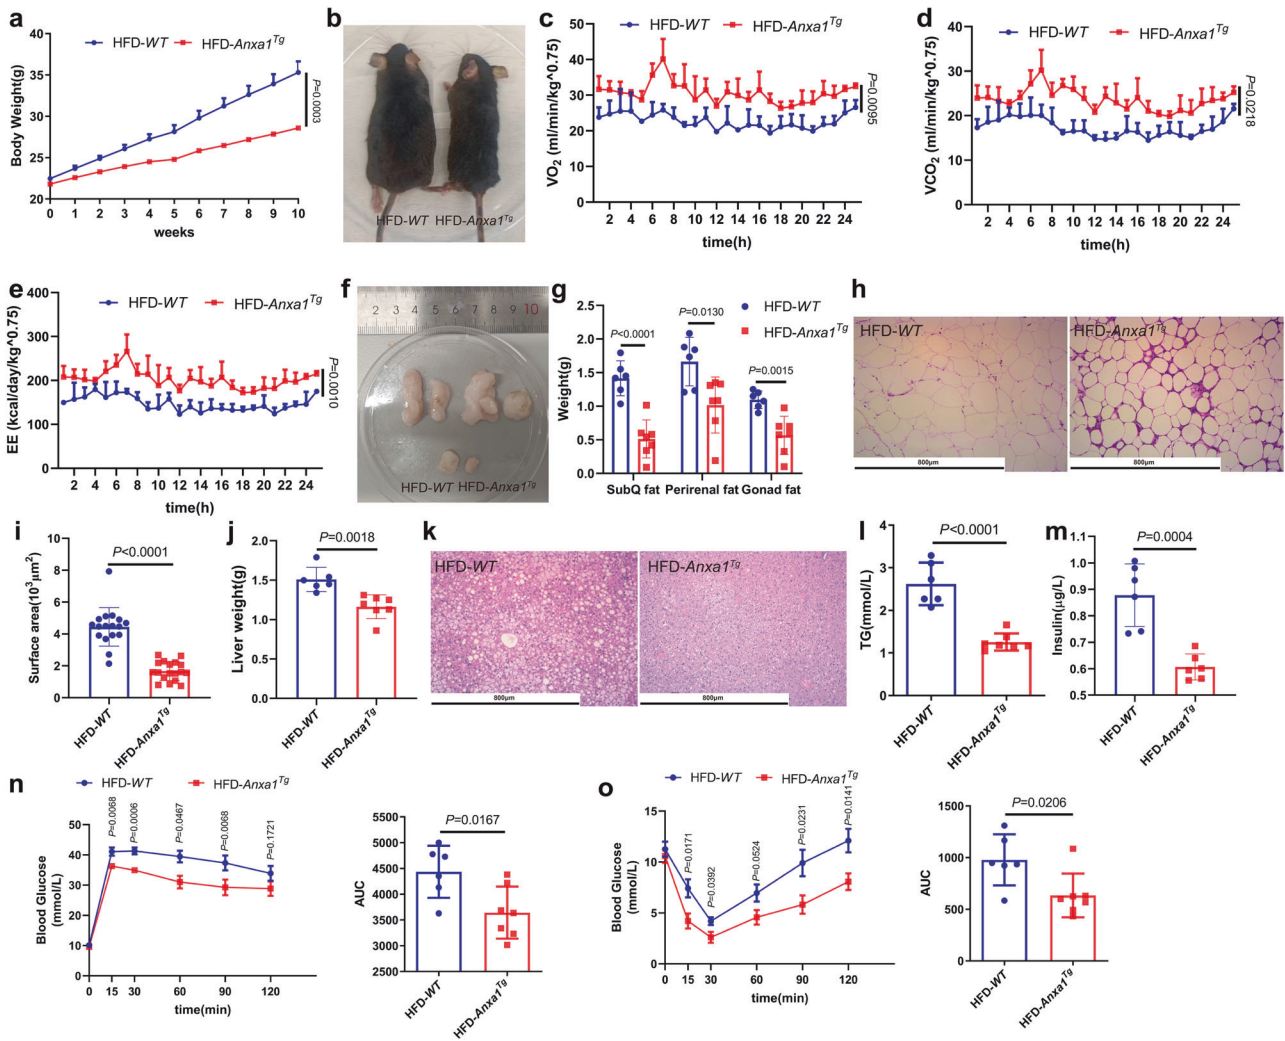 a
HFD-WT HFD-Anxa1Tg
Body Weight(g)
40
35
30
25
20
0 1 2 3 4 5 6 7 8 9 10
weeks
P=0.0003
b
HFD-WT HFD-Anxa1Tg
c
HFD-WT HFD-Anxa1Tg
VO2 (ml/min/kg^0.75)
50
40
30
20
10
0
2 4 6 8 10 12 14 16 18 20 22 24
time(h)
P=0.0095
d
HFD-WT HFD-Anxa1Tg
VCO2 (ml/min/kg^0.75)
40
30
20
10
0
2 4 6 8 10 12 14 16 18 20 22 24
time(h)
P=0.0218
e
HFD-WT HFD-Anxa1Tg
EE (kcal/day/kg^0.75)
400
300
200
100
0
2 4 6 8 10 12 14 16 18 20 22 24
time(h)
P=0.0010
f
2 3 4 5 6 7 8 9 10
HFD-WT HFD-Anxa1Tg
g
HFD-WT
HFD-Anxa1Tg
Weight(g)
2.5
2.0
1.5
1.0
0.5
0.0
P<0.0001
P=0.0130
P=0.0015
SubQ fat Perirenal fat Gonad fat
h
HFD-WT
800μm
HFD-Anxa1Tg
800μm
i
Surface area(10³μm²)
10
8
6
4
2
0
P<0.0001
HFD-WT
HFD-Anxa1Tg
j
Liver weight(g)
2.0
1.5
1.0
0.5
0.0
P=0.0018
HFD-WT
HFD-Anxa1Tg
k
HFD-WT
800μm
HFD-Anxa1Tg
800μm
l
TG(mmol/L)
4
3
2
1
0
P<0.0001
HFD-WT
HFD-Anxa1Tg
m
Insulin(μg/L)
1.1
1.0
0.9
0.8
0.7
0.6
0.5
P=0.0004
HFD-WT
HFD-Anxa1Tg
n
HFD-WT HFD-Anxa1Tg
Blood Glucose
(mmol/L)
50
40
30
20
10
0
P=0.0068
P=0.0006
P=0.0467
P=0.0068
P=0.1721
0 15 30 60 90 120
time(min)
AUC
5500
5000
4500
4000
3500
3000
2500
P=0.0167
HFD-WT
HFD-Anxa1Tg
o
HFD-WT HFD-Anxa1Tg
Blood Glucose
(mmol/L)
15
10
5
0
P=0.0171
P=0.0392
P=0.0524
P=0.0231
P=0.0141
0 15 30 60 90 120
time(min)
AUC
1500
1000
500
0
P=0.0206
HFD-WT
HFD-Anxa1Tg